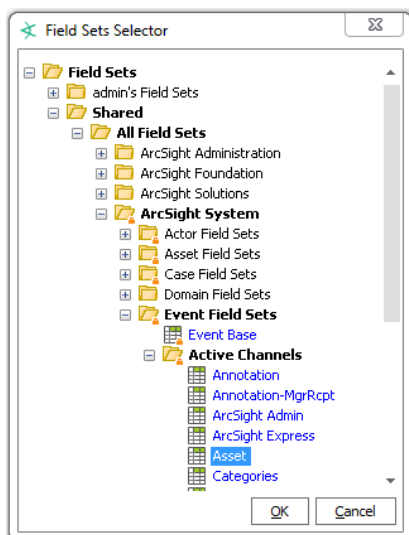 Field Sets Selector
Field Sets
admin's Field Sets
Shared
All Field Sets
ArcSight Administration
ArcSight Foundation
ArcSight Solutions
ArcSight System
Actor Field Sets
Asset Field Sets
Case Field Sets
Domain Field Sets
Event Field Sets
Event Base
Active Channels
Annotation
Annotation-MgrRcpt
ArcSight Admin
ArcSight Express
Asset
Categories
OK Cancel